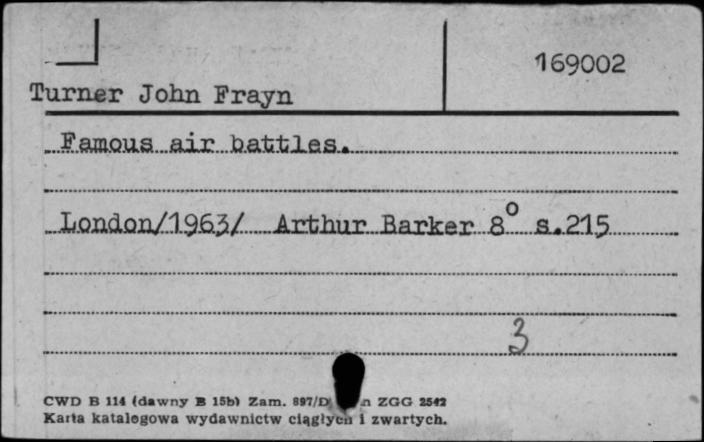 169002
Turner John Frayn
Famous air battles.
London/1963/ Arthur Barker 8° s.215
3
CWD B 114 (dawny B 15b) Zam. 897/D n ZGG 2542
Karta katalogowa wydawnictw ciągłych i zwartych.